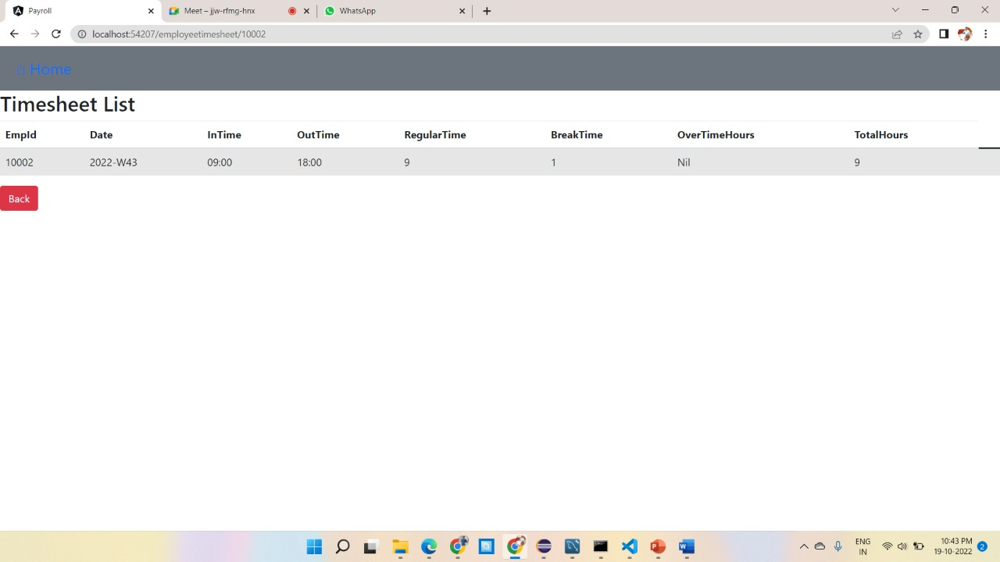 Payroll
Meet – jjw-rfmg-hnx
WhatsApp
localhost:54207/employeetimesheet/10002
Home
Timesheet List
EmpId Date InTime OutTime RegularTime BreakTime OverTimeHours TotalHours
10002 2022-W43 09:00 18:00 9 1 Nil 9
Back
ENG
IN
10:43 PM
19-10-2022
2